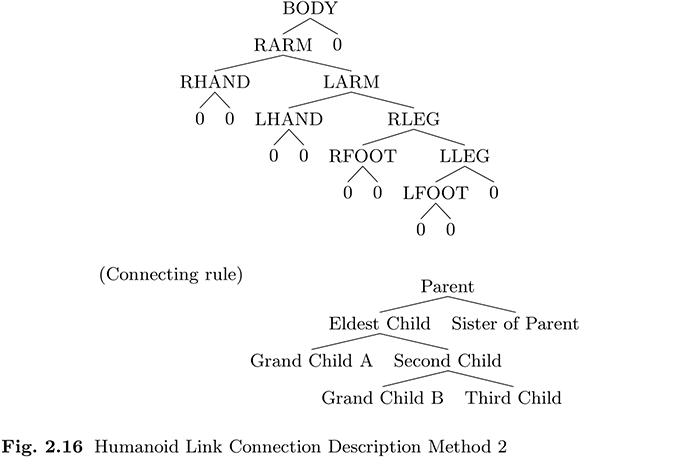 BODY
RARM 0
RHAND LARM
0 0 LHAND RLEG
0 0 RFOOT LLEG
0 0 LFOOT 0
0 0
(Connecting rule)
Parent
Eldest Child Sister of Parent
Grand Child A Second Child
Grand Child B Third Child
Fig. 2.16 Humanoid Link Connection Description Method 2